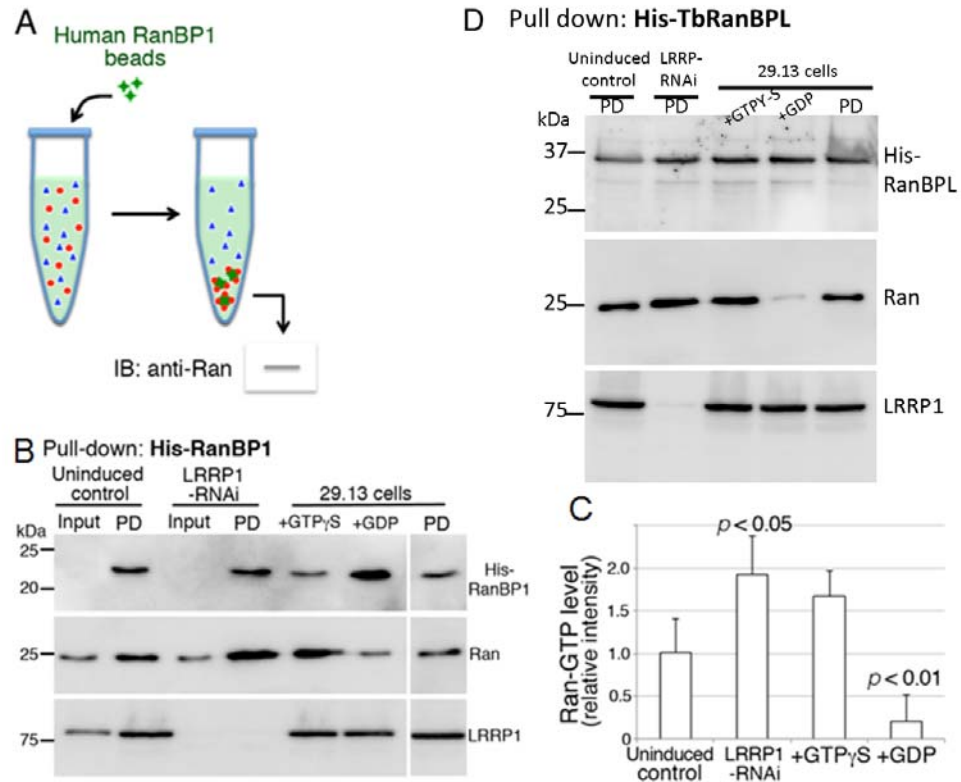 A
Human RanBP1
beads
IB: anti-Ran
B Pull-down: His-RanBP1
Uninduced control LRRP1 -RNAi 29.13 cells
Input PD Input PD +GTPγS +GDP PD
kDa
25
20
His-RanBP1
25
Ran
75
LRRP1
D Pull down: His-TbRanBPL
Uninduced control LRRP-RNAi 29.13 cells
PD PD +GTPY-S +GDP PD
kDa
37
His-
RanBPL
25
25
Ran
75
LRRP1
C
Ran-GTP level
(relative intensity)
p < 0.05
p < 0.01
2.0
1.5
1.0
0.5
0
Uninduced control LRRP1 -RNAi +GTPγS +GDP